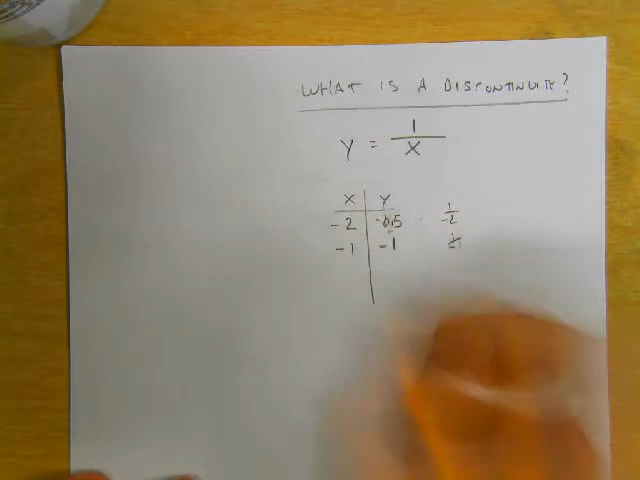 WHAT IS A DISCONTINUITY?
y = 1/x
X Y
-2 -0.5 1/-2
-1 -1